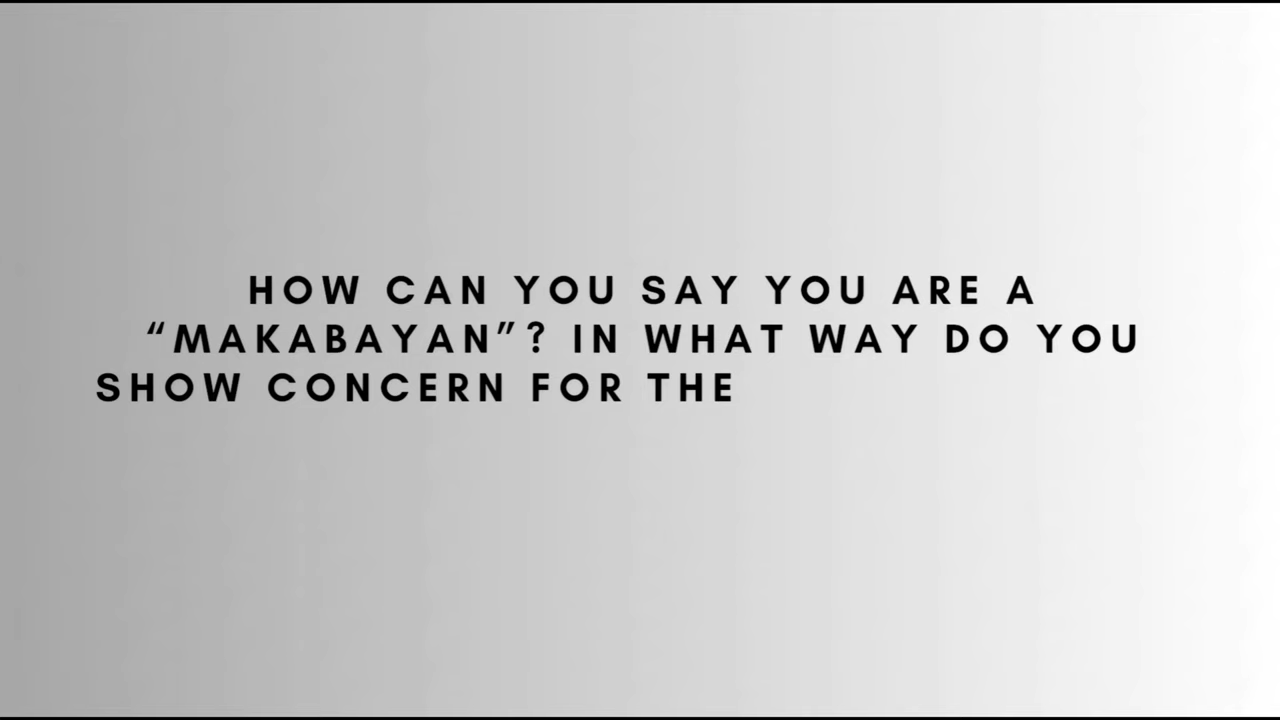 HOW CAN YOU SAY YOU ARE A
“MAKABAYAN”? IN WHAT WAY DO YOU
SHOW CONCERN FOR THE